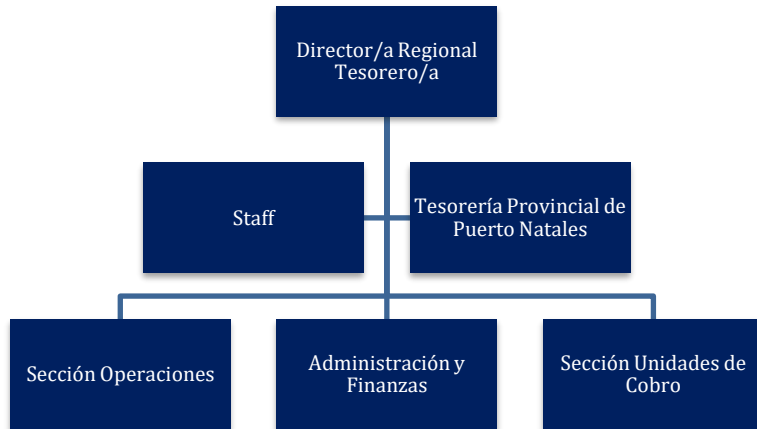 Director/a Regional
Tesorero/a
Staff
Tesorería Provincial de
Puerto Natales
Sección Operaciones
Administración y
Finanzas
Sección Unidades de
Cobro